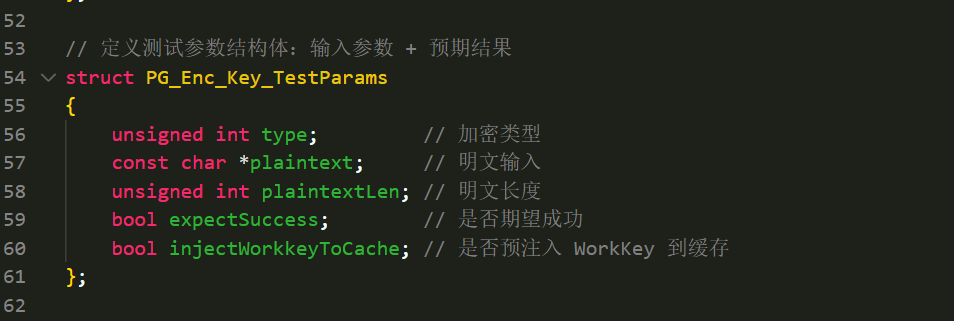 52
53 // 定义测试参数结构体：输入参数 + 预期结果
54 struct PG_Enc_Key_TestParams
55 {
56     unsigned int type;         // 加密类型
57     const char *plaintext;     // 明文输入
58     unsigned int plaintextLen; // 明文长度
59     bool expectSuccess;        // 是否期望成功
60     bool injectWorkkeyToCache; // 是否预注入 WorkKey 到缓存
61 };
62